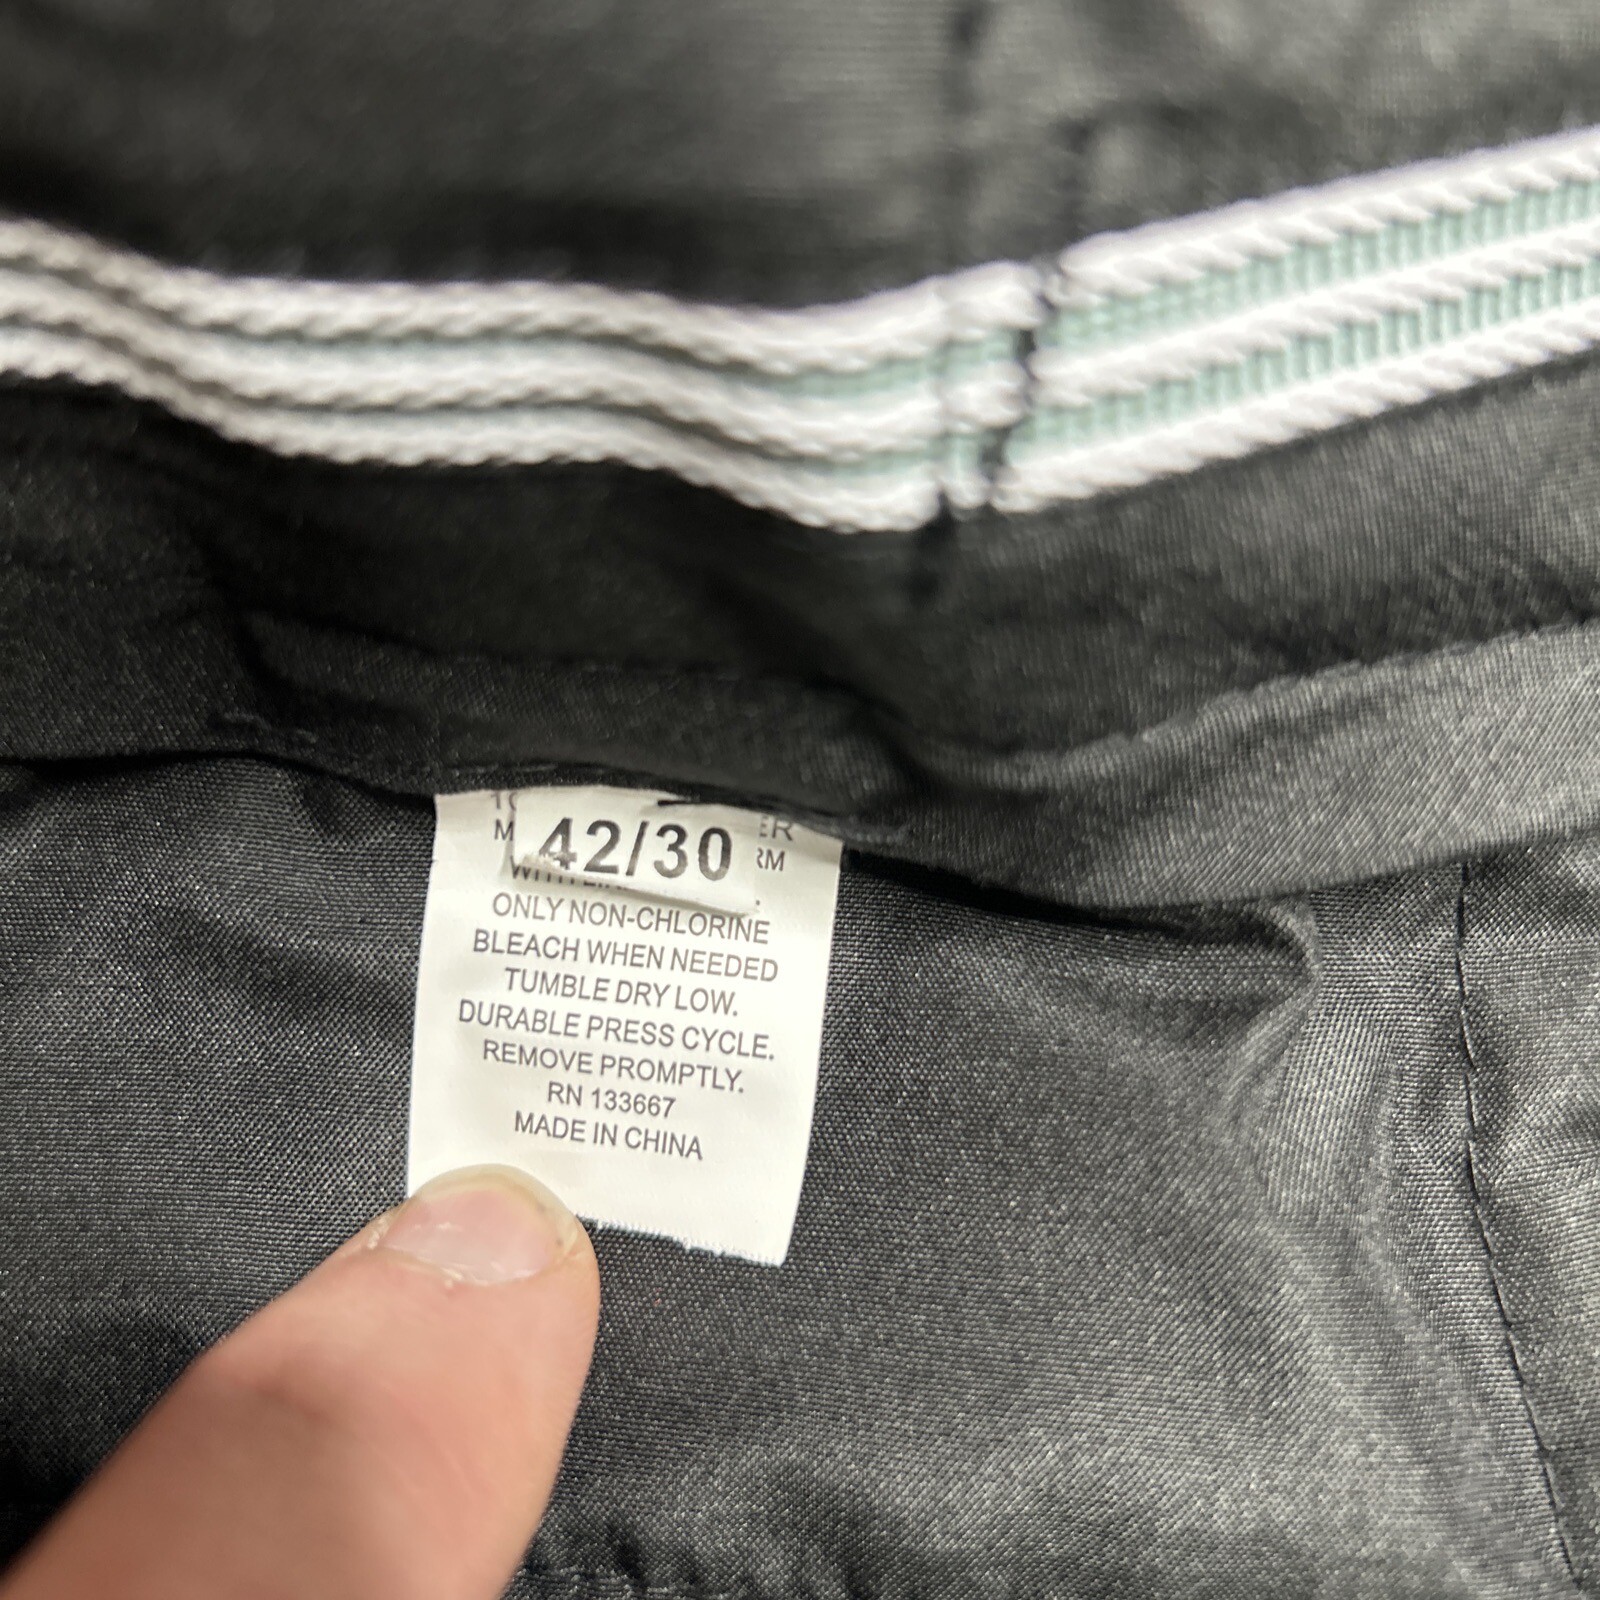 42/30
ONLY NON-CHLORINE
BLEACH WHEN NEEDED
TUMBLE DRY LOW.
DURABLE PRESS CYCLE.
REMOVE PROMPTLY.
RN 133667
MADE IN CHINA